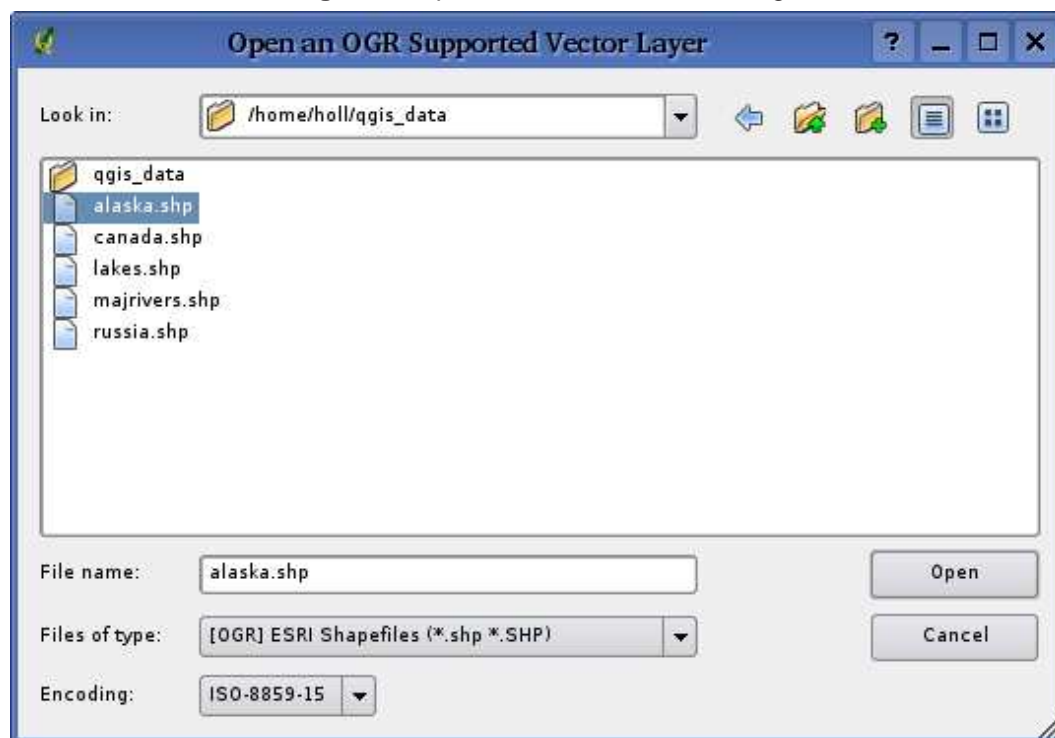 Open an OGR Supported Vector Layer
Look in: /home/holl/qgis_data
qgis_data
alaska.shp
canada.shp
lakes.shp
majrivers.shp
russia.shp
File name: alaska.shp Open
Files of type: [OGR] ESRI Shapefiles (*.shp *.SHP) Cancel
Encoding: ISO-8859-15